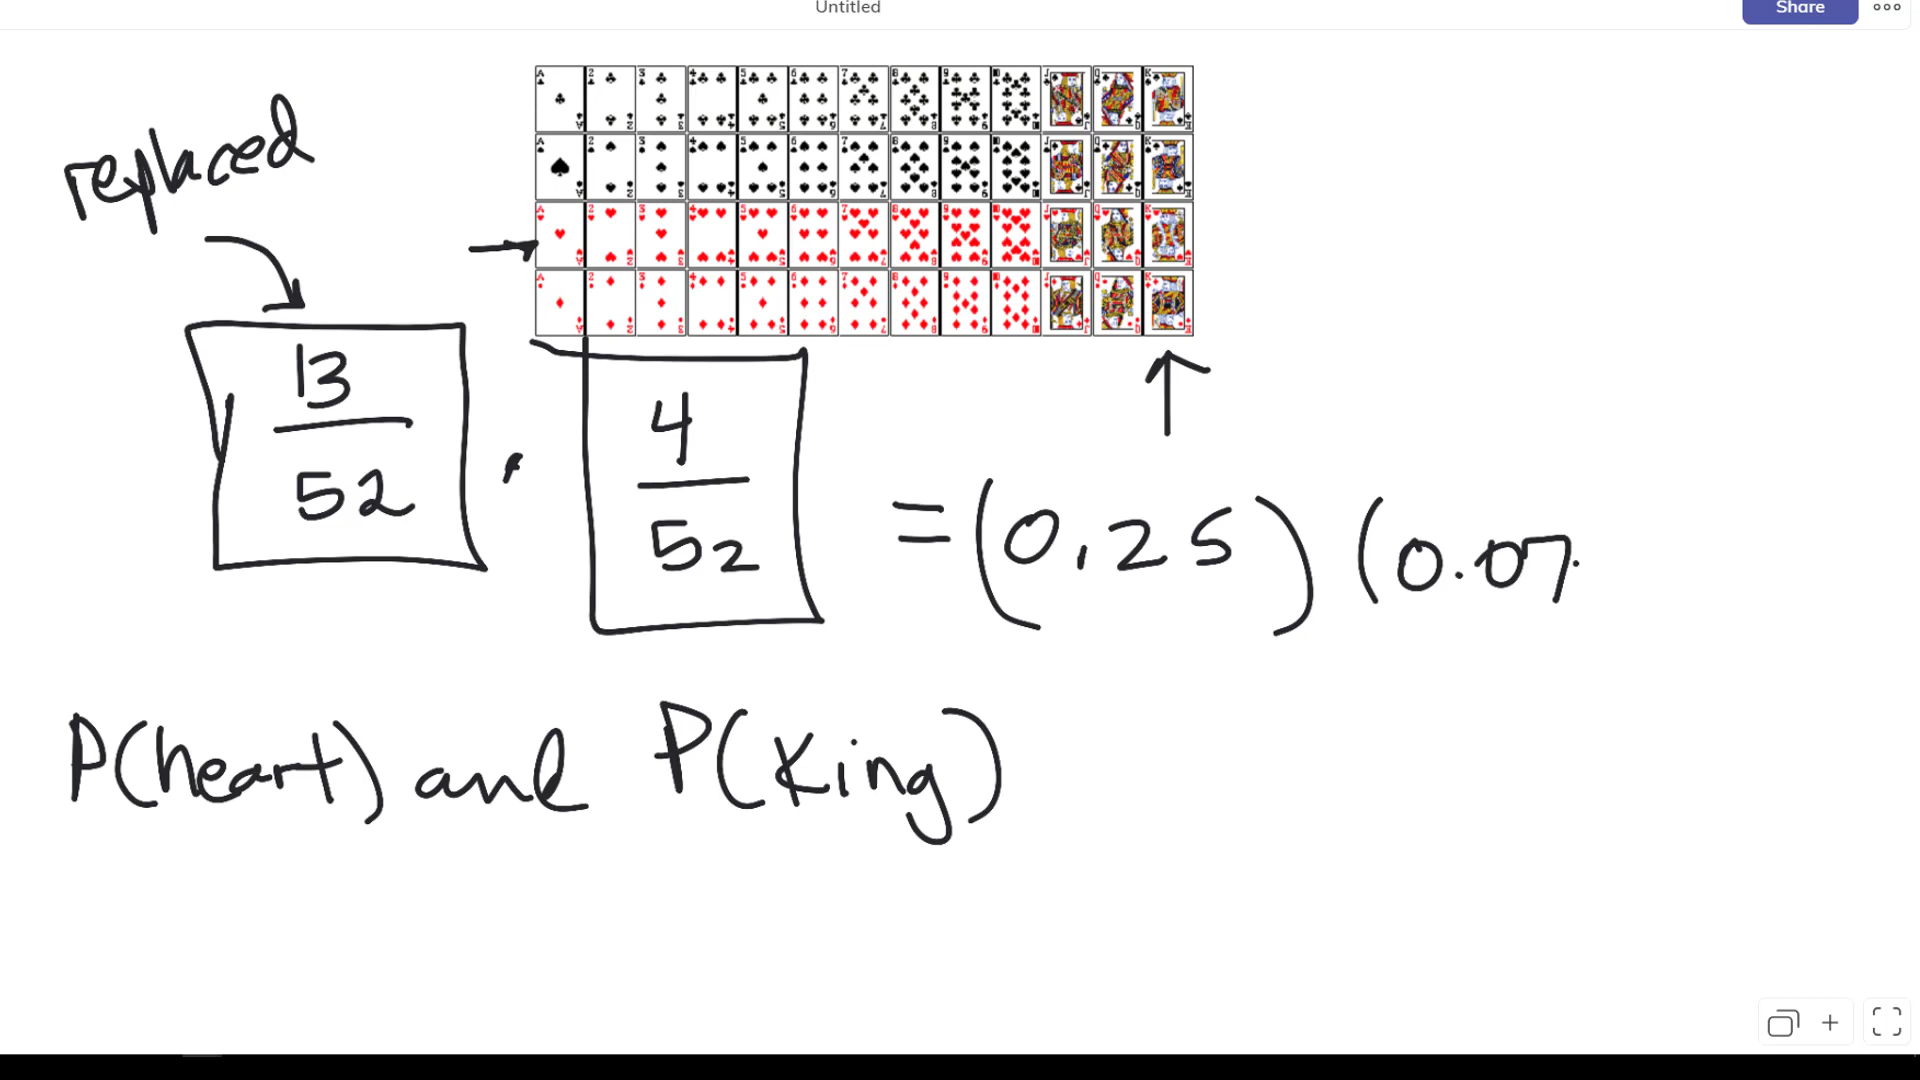 Untitled
Share
replaced
13/52 · 4/52 = (0.25) (0.07
P(heart) and P(King)